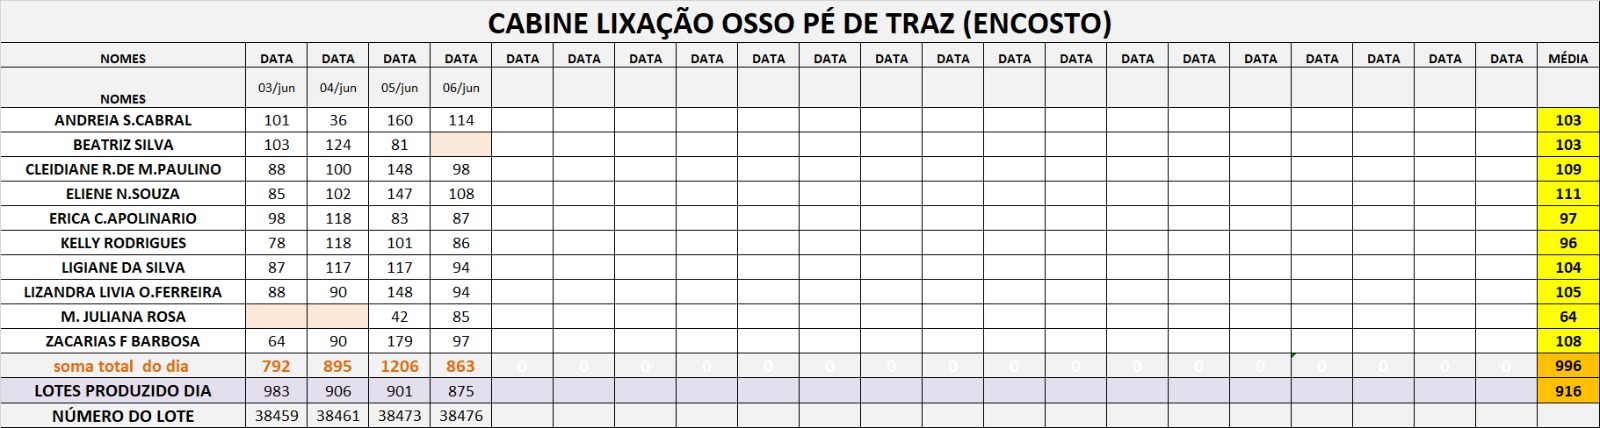 CABINE LIXAÇÃO OSSO PÉ DE TRAZ (ENCOSTO)
NOMES DATA DATA DATA DATA DATA DATA DATA DATA DATA DATA DATA DATA DATA DATA DATA DATA DATA DATA DATA DATA DATA MÉDIA
NOMES 03/jun 04/jun 05/jun 06/jun
ANDREIA S.CABRAL 101 36 160 114 103
BEATRIZ SILVA 103 124 81 103
CLEIDIANE R.DE M.PAULINO 88 100 148 98 109
ELIENE N.SOUZA 85 102 147 108 111
ERICA C.APOLINARIO 98 118 83 87 97
KELLY RODRIGUES 78 118 101 86 96
LIGIANE DA SILVA 87 117 117 94 104
LIZANDRA LIVIA O.FERREIRA 88 90 148 94 105
M. JULIANA ROSA 42 85 64
ZACARIAS F BARBOSA 64 90 179 97 108
soma total do dia 792 895 1206 863 0 0 0 0 0 0 0 0 0 0 0 0 0 0 0 0 0 996
LOTES PRODUZIDO DIA 983 906 901 875 916
NÚMERO DO LOTE 38459 38461 38473 38476